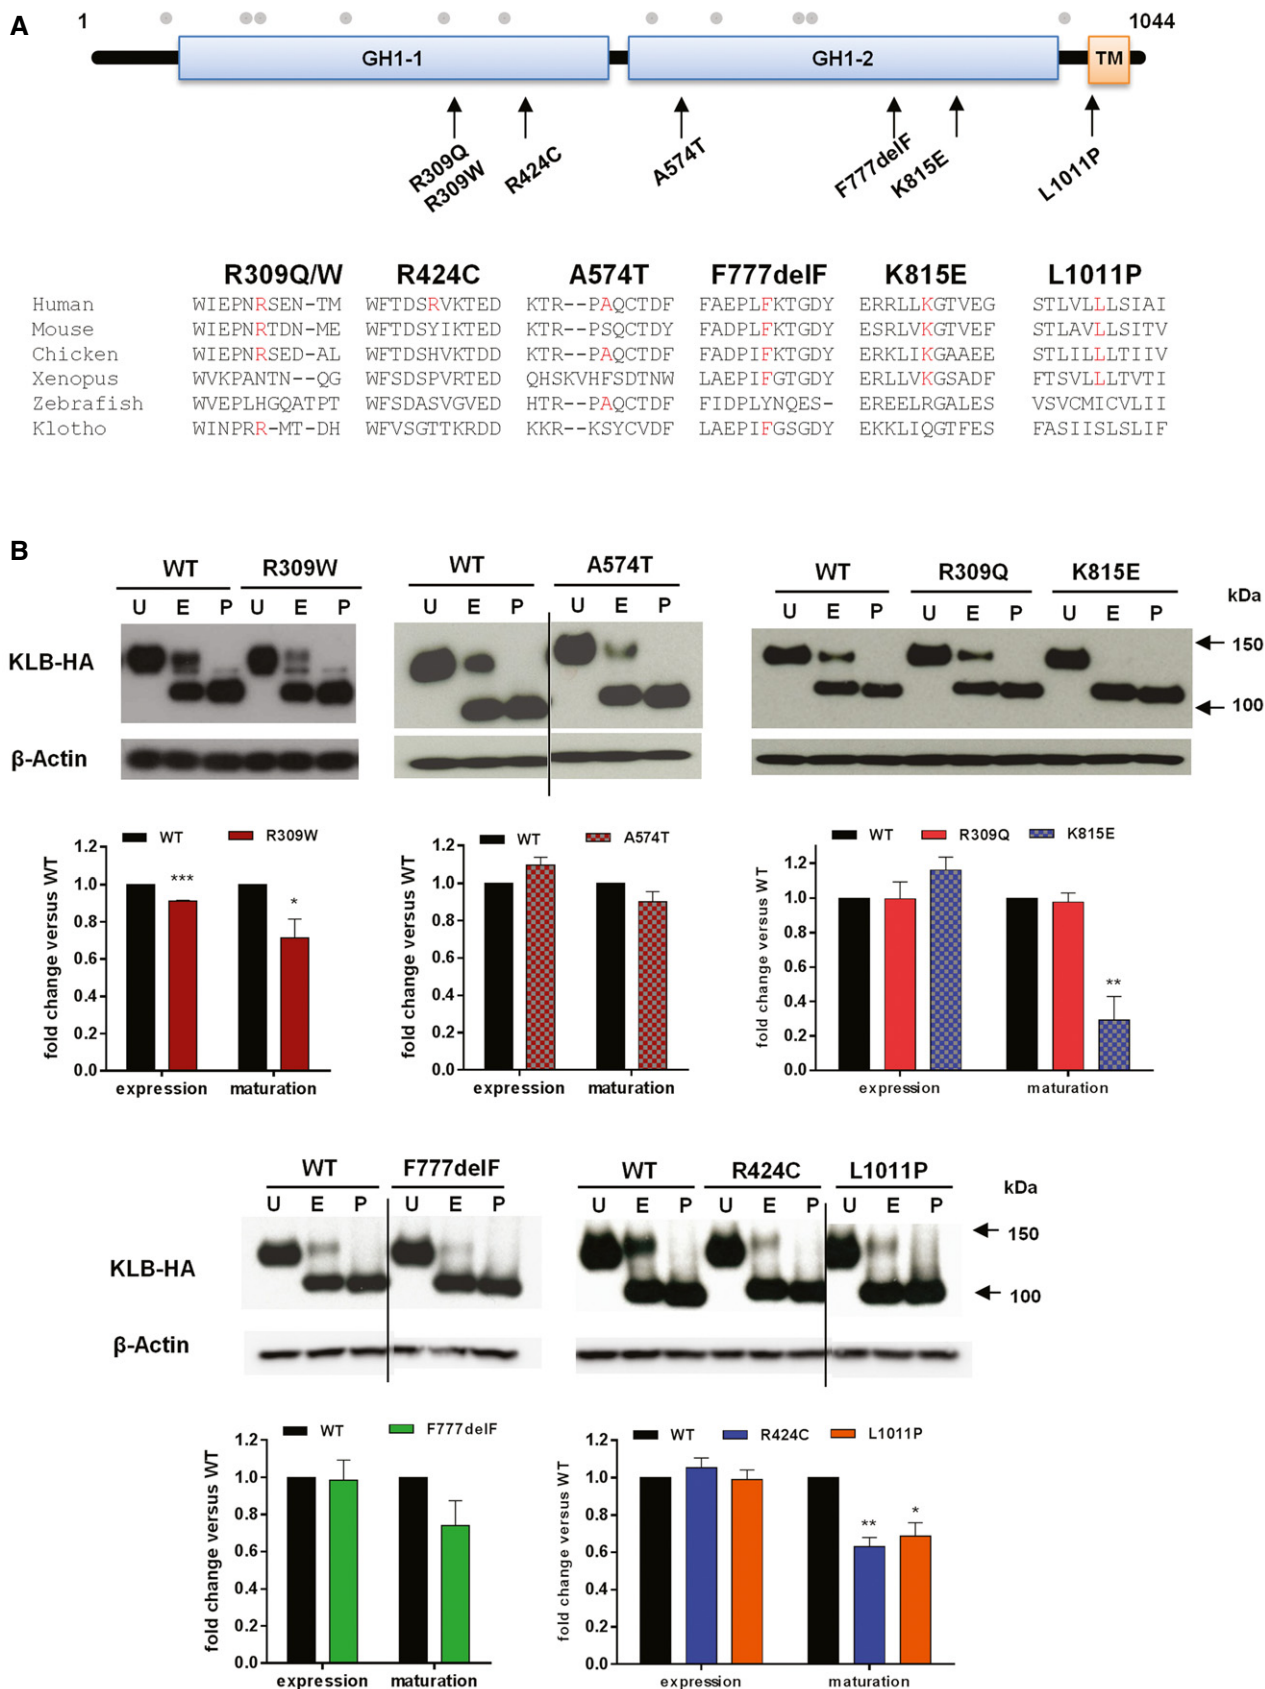 A
1
1044
GH1-1
GH1-2
TM
R309Q
R309W
R424C
A574T
F777delF
K815E
L1011P
R309Q/W R424C A574T F777delF K815E L1011P
Human WIEPNRSEN-TM WFTDSRVKTED KTR--PAQCTDF FAEPLFKTGDY ERRLLKGTVEG STLVLLLSIAI
Mouse WIEPNRTDN-ME WFTDSYIKTED KTR--PSQCTDY FADPLFKTGDY ERSRLVKGTVEF STLAVLLSITV
Chicken WIEPNRSED-AL WFTDSHVKTDD KTR--PAQCTDF FADPIFKTGDY ERKLIKGAAEE STLILLLTIIV
Xenopus WVKPANTN--QG WFSDSPVRTED QHSKVHFSDTNW LAEPIFGTGDY ERLLVKGSADF FTSVLLLTVTI
Zebrafish WVEPLHGQATPT WFSDASVGVED HTR--PAQCTDF FIDPLYNQES- EREELRGALES VSVCMICVLII
Klotho WINPRR-MT-DH WFVSGTTKRDD KKR--KSYCVDF LAEPIFGSGDY EKKLIQGTFES FASIISLSLIF
B
WT R309W
U E P U E P
KLB-HA
β-Actin
WT A574T
U E P U E P
WT R309Q K815E
U E P U E P U E P
kDa
150
100
WT R309W
fold change versus WT
1.2
1.0
0.8
0.6
0.4
0.2
0.0
***
*
expression maturation
WT A574T
fold change versus WT
1.2
1.0
0.8
0.6
0.4
0.2
0.0
expression maturation
WT R309Q K815E
fold change versus WT
1.2
1.0
0.8
0.6
0.4
0.2
0.0
**
expression maturation
WT F777delF
U E P U E P
KLB-HA
β-Actin
WT R424C L1011P
U E P U E P U E P
kDa
150
100
WT F777delF
fold change versus WT
1.2
1.0
0.8
0.6
0.4
0.2
0.0
expression maturation
WT R424C L1011P
fold change versus WT
1.2
1.0
0.8
0.6
0.4
0.2
0.0
**
*
expression maturation